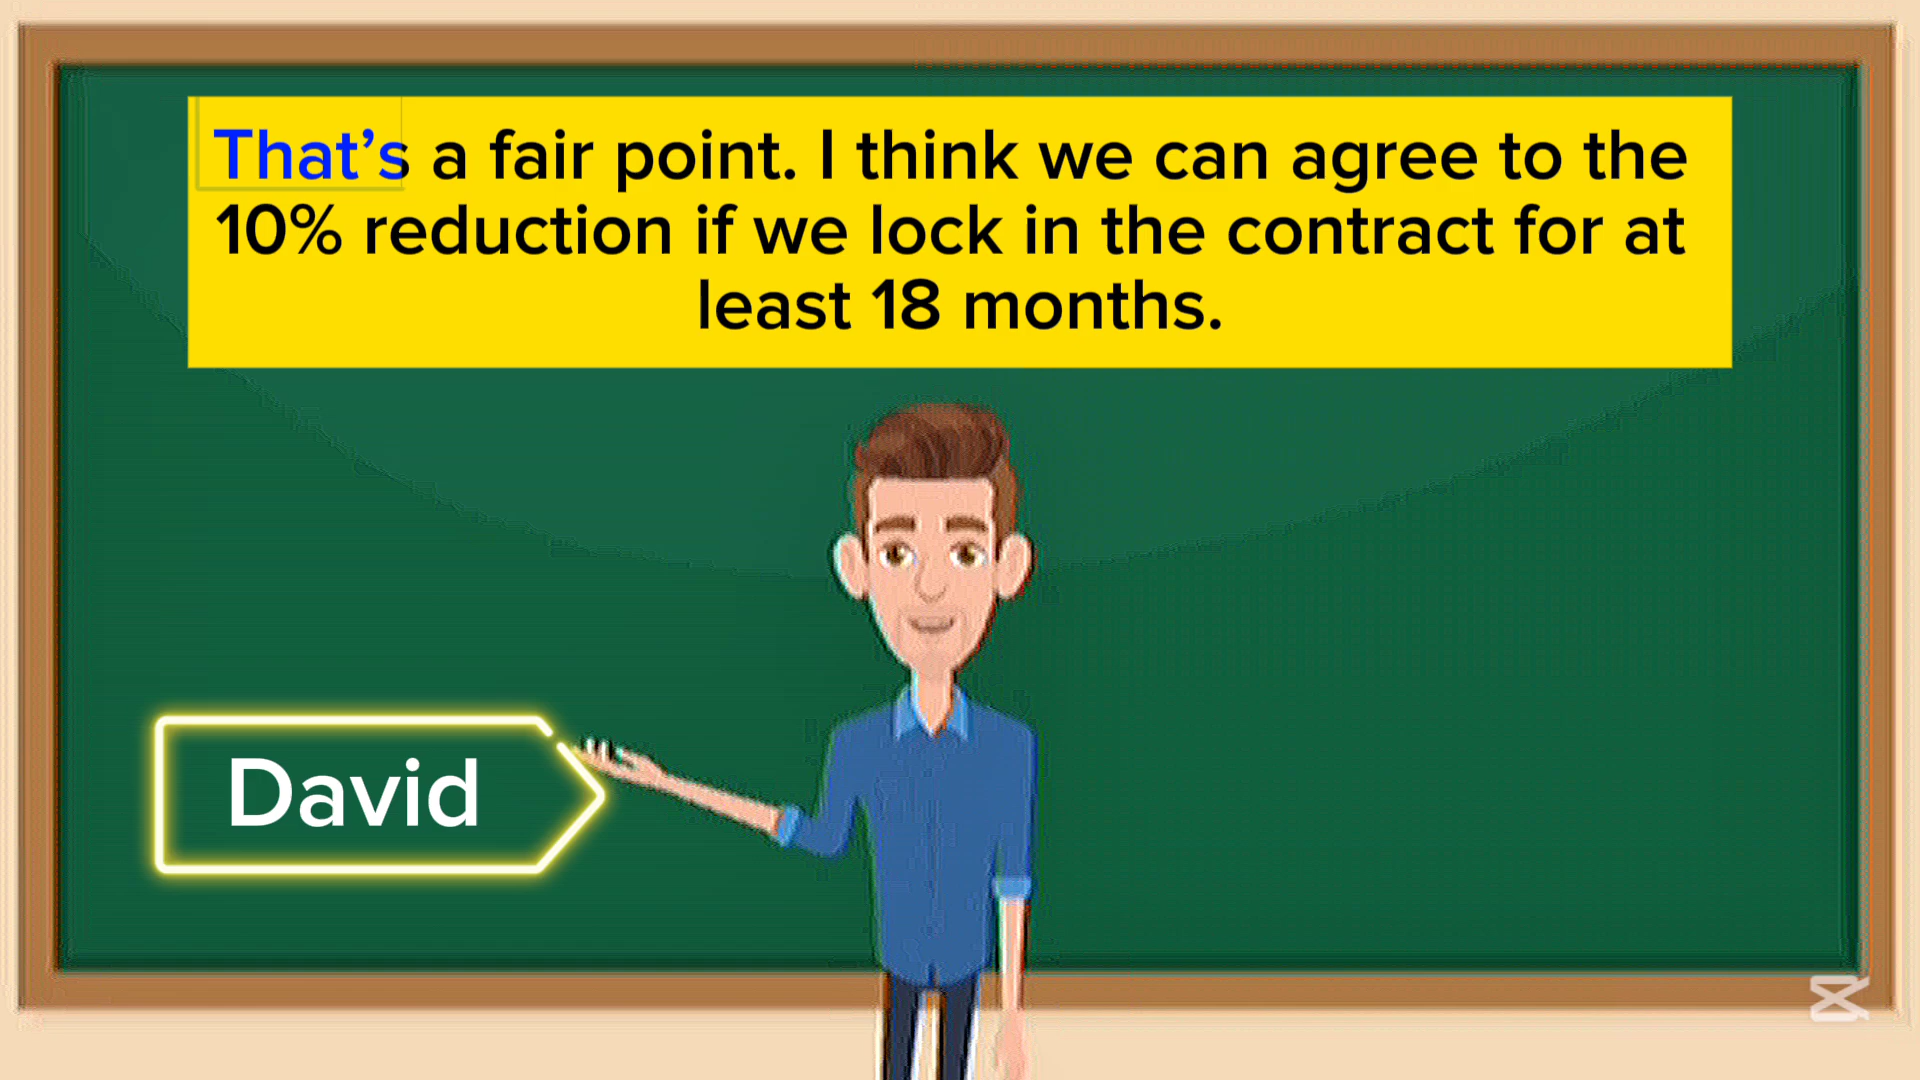 That’s a fair point. I think we can agree to the
10% reduction if we lock in the contract for at
least 18 months.
David